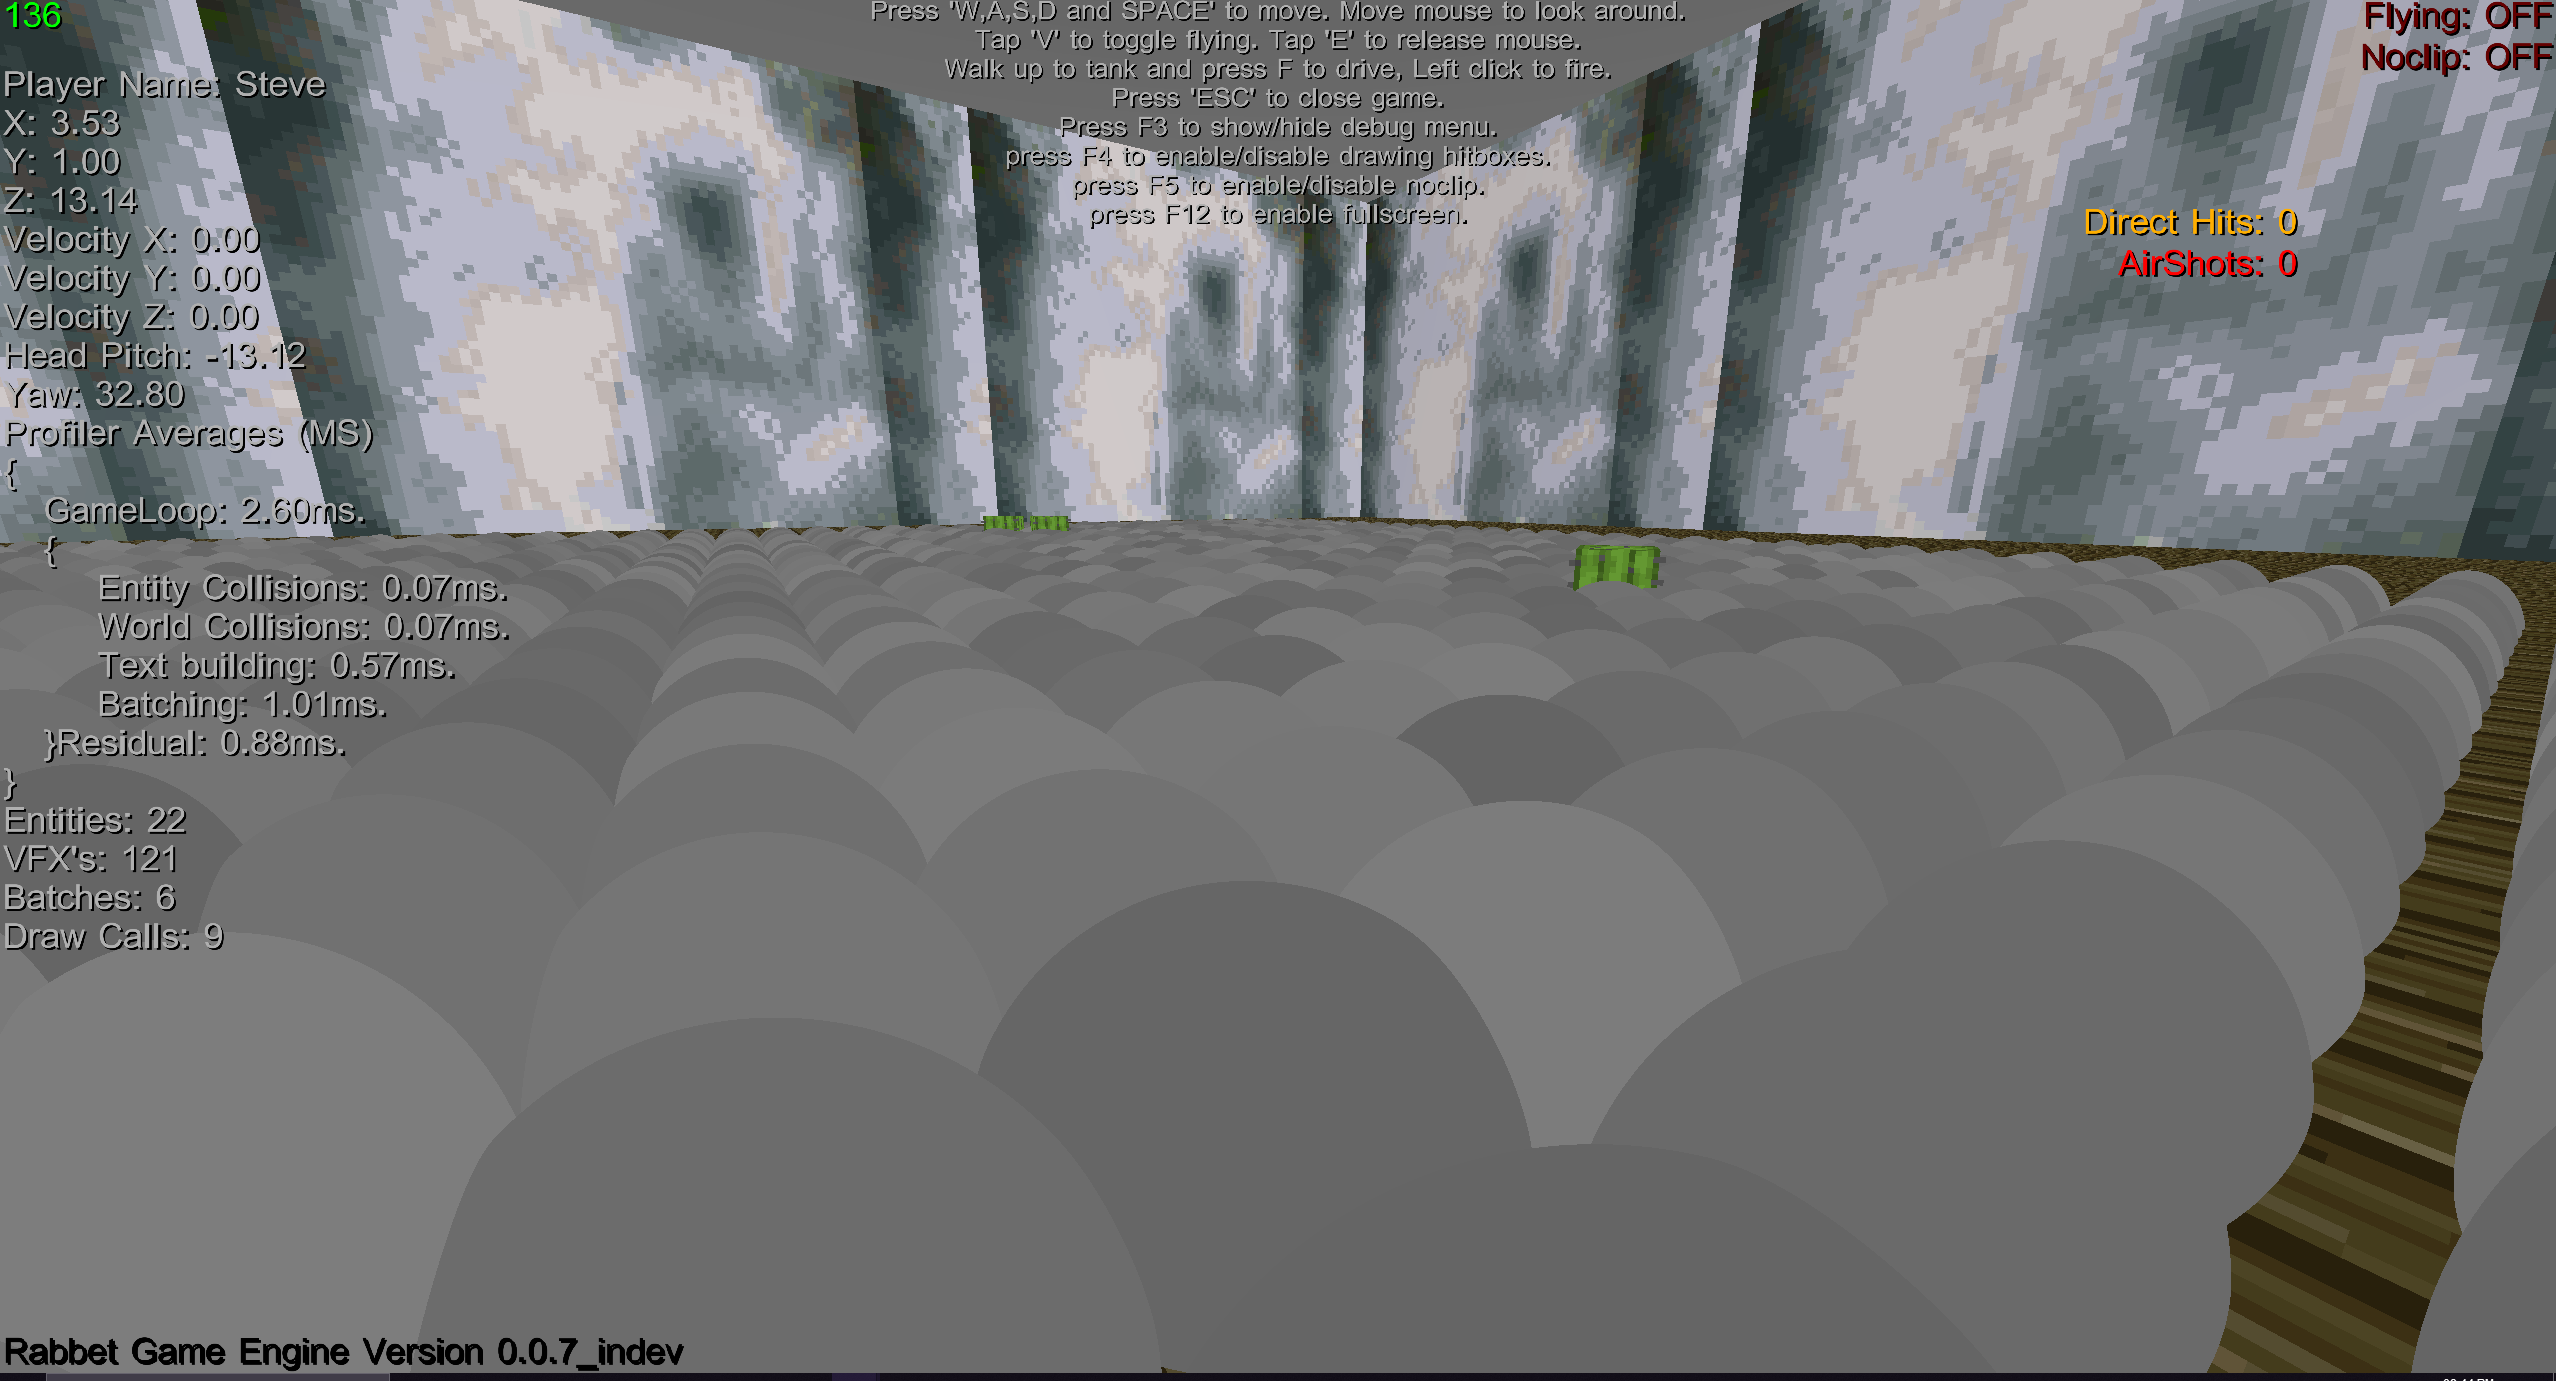 136
Press 'W,A,S,D and SPACE' to move. Move mouse to look around.
Tap 'V' to toggle flying. Tap 'E' to release mouse.
Walk up to tank and press F to drive, Left click to fire.
Press 'ESC' to close game.
Press F3 to show/hide debug menu.
press F4 to enable/disable drawing hitboxes.
press F5 to enable/disable noclip.
press F12 to enable fullscreen.
Flying: OFF
Noclip: OFF
Direct Hits: 0
AirShots: 0
Player Name: Steve
X: 3.53
Y: 1.00
Z: 13.14
Velocity X: 0.00
Velocity Y: 0.00
Velocity Z: 0.00
Head Pitch: -13.12
Yaw: 32.80
Profiler Averages (MS)
{
GameLoop: 2.60ms.
{
Entity Collisions: 0.07ms.
World Collisions: 0.07ms.
Text building: 0.57ms.
Batching: 1.01ms.
}Residual: 0.88ms.
}
Entities: 22
VFX's: 121
Batches: 6
Draw Calls: 9
Rabbet Game Engine Version 0.0.7_indev